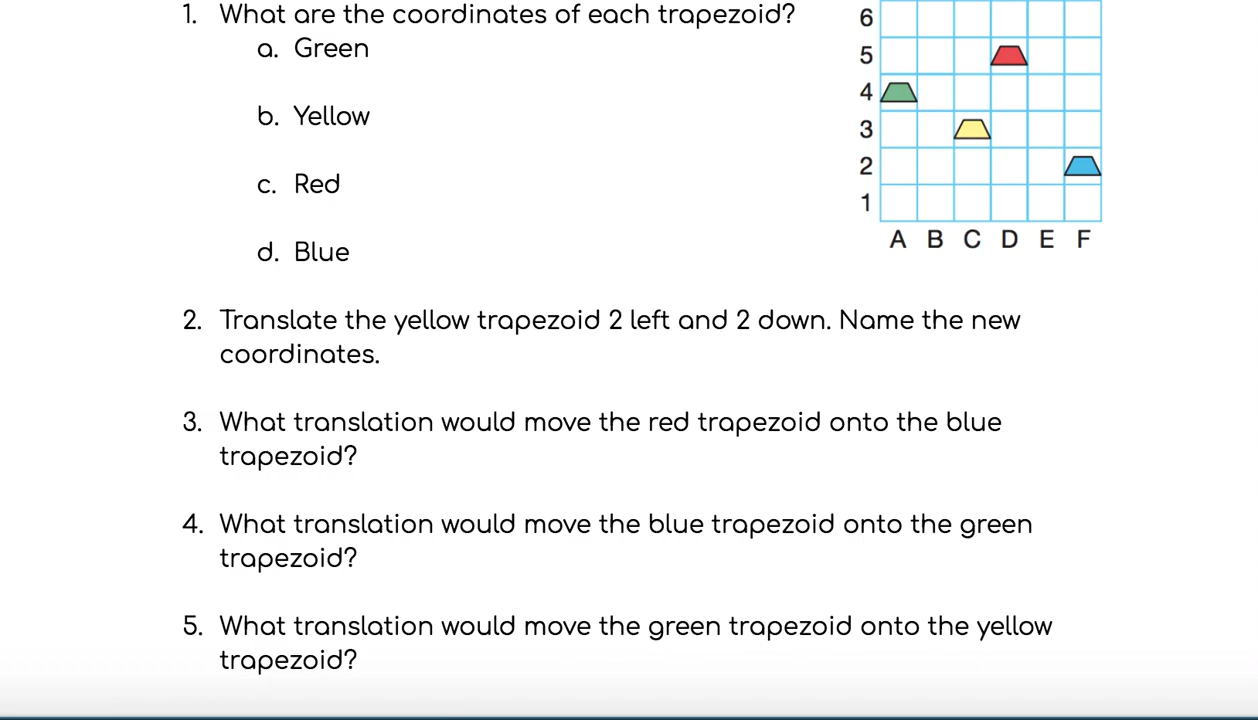 1. What are the coordinates of each trapezoid?
a. Green
b. Yellow
c. Red
d. Blue
6
5
4
3
2
1
A B C D E F
2. Translate the yellow trapezoid 2 left and 2 down. Name the new
coordinates.
3. What translation would move the red trapezoid onto the blue
trapezoid?
4. What translation would move the blue trapezoid onto the green
trapezoid?
5. What translation would move the green trapezoid onto the yellow
trapezoid?